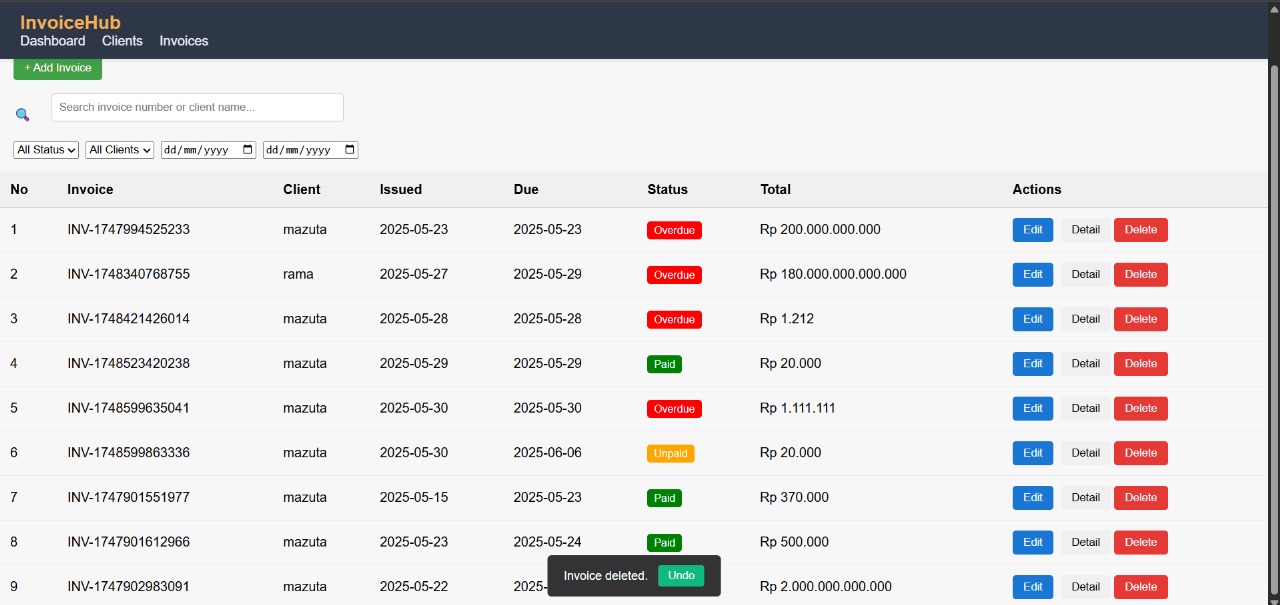 InvoiceHub
Dashboard Clients Invoices
+ Add Invoice
Search invoice number or client name...
All Status All Clients dd/mm/yyyy dd/mm/yyyy
No Invoice Client Issued Due Status Total Actions
1 INV-1747994525233 mazuta 2025-05-23 2025-05-23 Overdue Rp 200.000.000.000 Edit Detail Delete
2 INV-1748340768755 rama 2025-05-27 2025-05-29 Overdue Rp 180.000.000.000.000 Edit Detail Delete
3 INV-1748421426014 mazuta 2025-05-28 2025-05-28 Overdue Rp 1.212 Edit Detail Delete
4 INV-1748523420238 mazuta 2025-05-29 2025-05-29 Paid Rp 20.000 Edit Detail Delete
5 INV-1748599635041 mazuta 2025-05-30 2025-05-30 Overdue Rp 1.111.111 Edit Detail Delete
6 INV-1748599863336 mazuta 2025-05-30 2025-06-06 Unpaid Rp 20.000 Edit Detail Delete
7 INV-1747901551977 mazuta 2025-05-15 2025-05-23 Paid Rp 370.000 Edit Detail Delete
8 INV-1747901612966 mazuta 2025-05-23 2025-05-24 Paid Rp 500.000 Edit Detail Delete
9 INV-1747902983091 mazuta 2025-05-22 2025- Rp 2.000.000.000.000 Edit Detail Delete
Invoice deleted. Undo